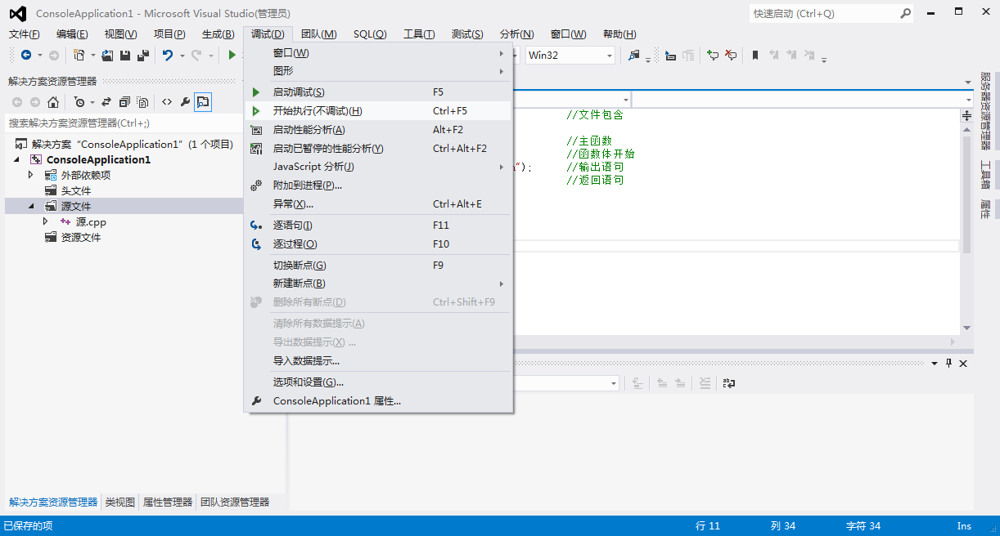 ConsoleApplication1 - Microsoft Visual Studio(管理员)
快速启动 (Ctrl+Q)
文件(F) 编辑(E) 视图(V) 项目(P) 生成(B) 调试(D) 团队(M) SQL(Q) 工具(T) 测试(S) 分析(N) 窗口(W) 帮助(H)
Win32
解决方案资源管理器
搜索解决方案资源管理器(Ctrl+;)
解决方案 “ConsoleApplication1” (1 个项目)
ConsoleApplication1
外部依赖项
头文件
源文件
源.cpp
资源文件
窗口(W)
图形
启动调试(S) F5
开始执行(不调试)(H) Ctrl+F5
启动性能分析(A) Alt+F2
启动已暂停的性能分析(Y) Ctrl+Alt+F2
JavaScript 分析(J)
附加到进程(P)...
异常(X)... Ctrl+Alt+E
逐语句(I) F11
逐过程(O) F10
切换断点(G) F9
新建断点(B)
删除所有断点(D) Ctrl+Shift+F9
清除所有数据提示(A)
导出数据提示(X) ...
导入数据提示...
选项和设置(G)...
ConsoleApplication1 属性...
//文件包含
//主函数
//函数体开始
"); //输出语句
//返回语句
服务器资源管理器
工具箱
属性
解决方案资源管理器 类视图 属性管理器 团队资源管理器
已保存的项 行 11 列 34 字符 34 Ins